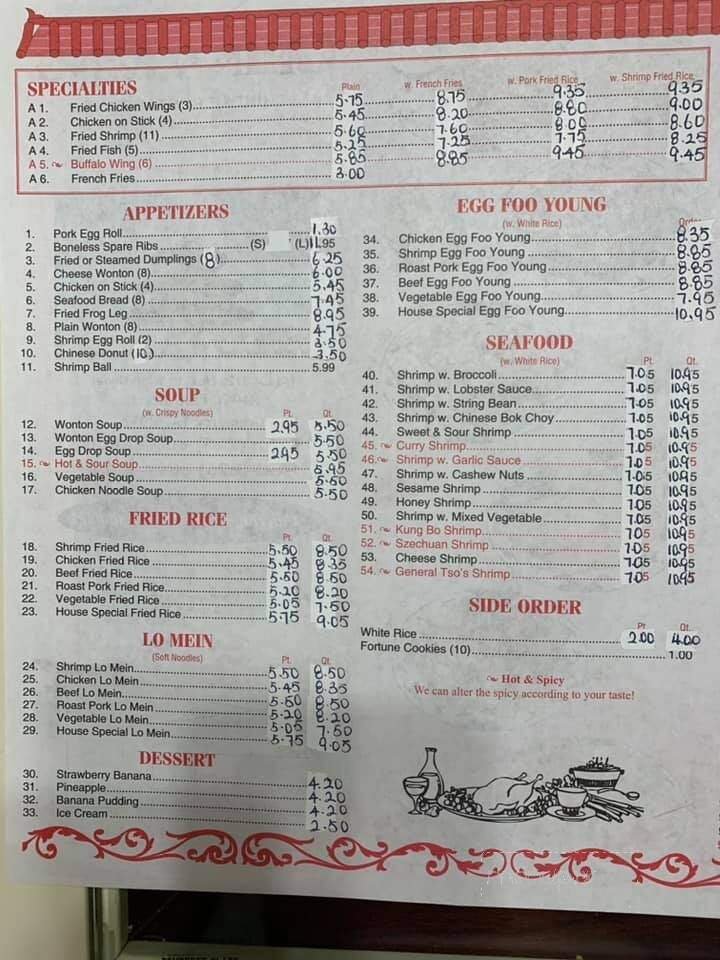 SPECIALTIES Plain w. French Fries w. Pork Fried Rice w. Shrimp Fried Rice
A 1. Fried Chicken Wings (3) 5.75 8.75 9.35 9.35
A 2. Chicken on Stick (4) 5.45 8.20 8.80 9.00
A 3. Fried Shrimp (11) 5.60 7.60 8.00 8.60
A 4. Fried Fish (5) 5.25 7.25 7.75 8.25
A 5. Buffalo Wing (6) 5.85 8.85 9.45 9.45
A 6. French Fries 3.00
APPETIZERS
1. Pork Egg Roll 1.30
2. Boneless Spare Ribs (S) (L)11.95
3. Fried or Steamed Dumplings (8) 6.25
4. Cheese Wonton (8) 6.00
5. Chicken on Stick (4) 5.45
6. Seafood Bread (8) 7.45
7. Fried Frog Leg 8.95
8. Plain Wonton (8) 4.75
9. Shrimp Egg Roll (2) 3.50
10. Chinese Donut (10) 3.50
11. Shrimp Ball 5.99
SOUP
(w. Crispy Noodles) Pt. Qt.
12. Wonton Soup 2.95 5.50
13. Wonton Egg Drop Soup 5.50
14. Egg Drop Soup 2.95 5.50
15. Hot & Sour Soup 5.95
16. Vegetable Soup 5.50
17. Chicken Noodle Soup 5.50
FRIED RICE
Pt. Qt.
18. Shrimp Fried Rice 5.50 8.50
19. Chicken Fried Rice 5.45 8.35
20. Beef Fried Rice 5.50 8.50
21. Roast Pork Fried Rice 5.20 8.20
22. Vegetable Fried Rice 5.05 7.50
23. House Special Fried Rice 5.75 9.05
LO MEIN
(Soft Noodles) Pt. Qt.
24. Shrimp Lo Mein 5.50 8.50
25. Chicken Lo Mein 5.45 8.35
26. Beef Lo Mein 5.50 8.50
27. Roast Pork Lo Mein 5.20 8.20
28. Vegetable Lo Mein 5.05 7.50
29. House Special Lo Mein 5.75 9.05
DESSERT
30. Strawberry Banana 4.20
31. Pineapple 4.20
32. Banana Pudding 4.20
33. Ice Cream 2.50
EGG FOO YOUNG
(w. White Rice) Order
34. Chicken Egg Foo Young 8.35
35. Shrimp Egg Foo Young 8.85
36. Roast Pork Egg Foo Young 8.85
37. Beef Egg Foo Young 8.85
38. Vegetable Egg Foo Young 7.95
39. House Special Egg Foo Young 10.95
SEAFOOD
(w. White Rice) Pt. Qt.
40. Shrimp w. Broccoli 7.05 10.95
41. Shrimp w. Lobster Sauce 7.05 10.95
42. Shrimp w. String Bean 7.05 10.95
43. Shrimp w. Chinese Bok Choy 7.05 10.95
44. Sweet & Sour Shrimp 7.05 10.95
45. Curry Shrimp 7.05 10.95
46. Shrimp w. Garlic Sauce 7.05 10.95
47. Shrimp w. Cashew Nuts 7.05 10.95
48. Sesame Shrimp 7.05 10.95
49. Honey Shrimp 7.05 10.95
50. Shrimp w. Mixed Vegetable 7.05 10.95
51. Kung Bo Shrimp 7.05 10.95
52. Szechuan Shrimp 7.05 10.95
53. Cheese Shrimp 7.05 10.95
54. General Tso's Shrimp 7.05 10.95
SIDE ORDER
Pt Qt.
White Rice 2.00 4.00
Fortune Cookies (10) 1.00
Hot & Spicy
We can alter the spicy according to your taste!